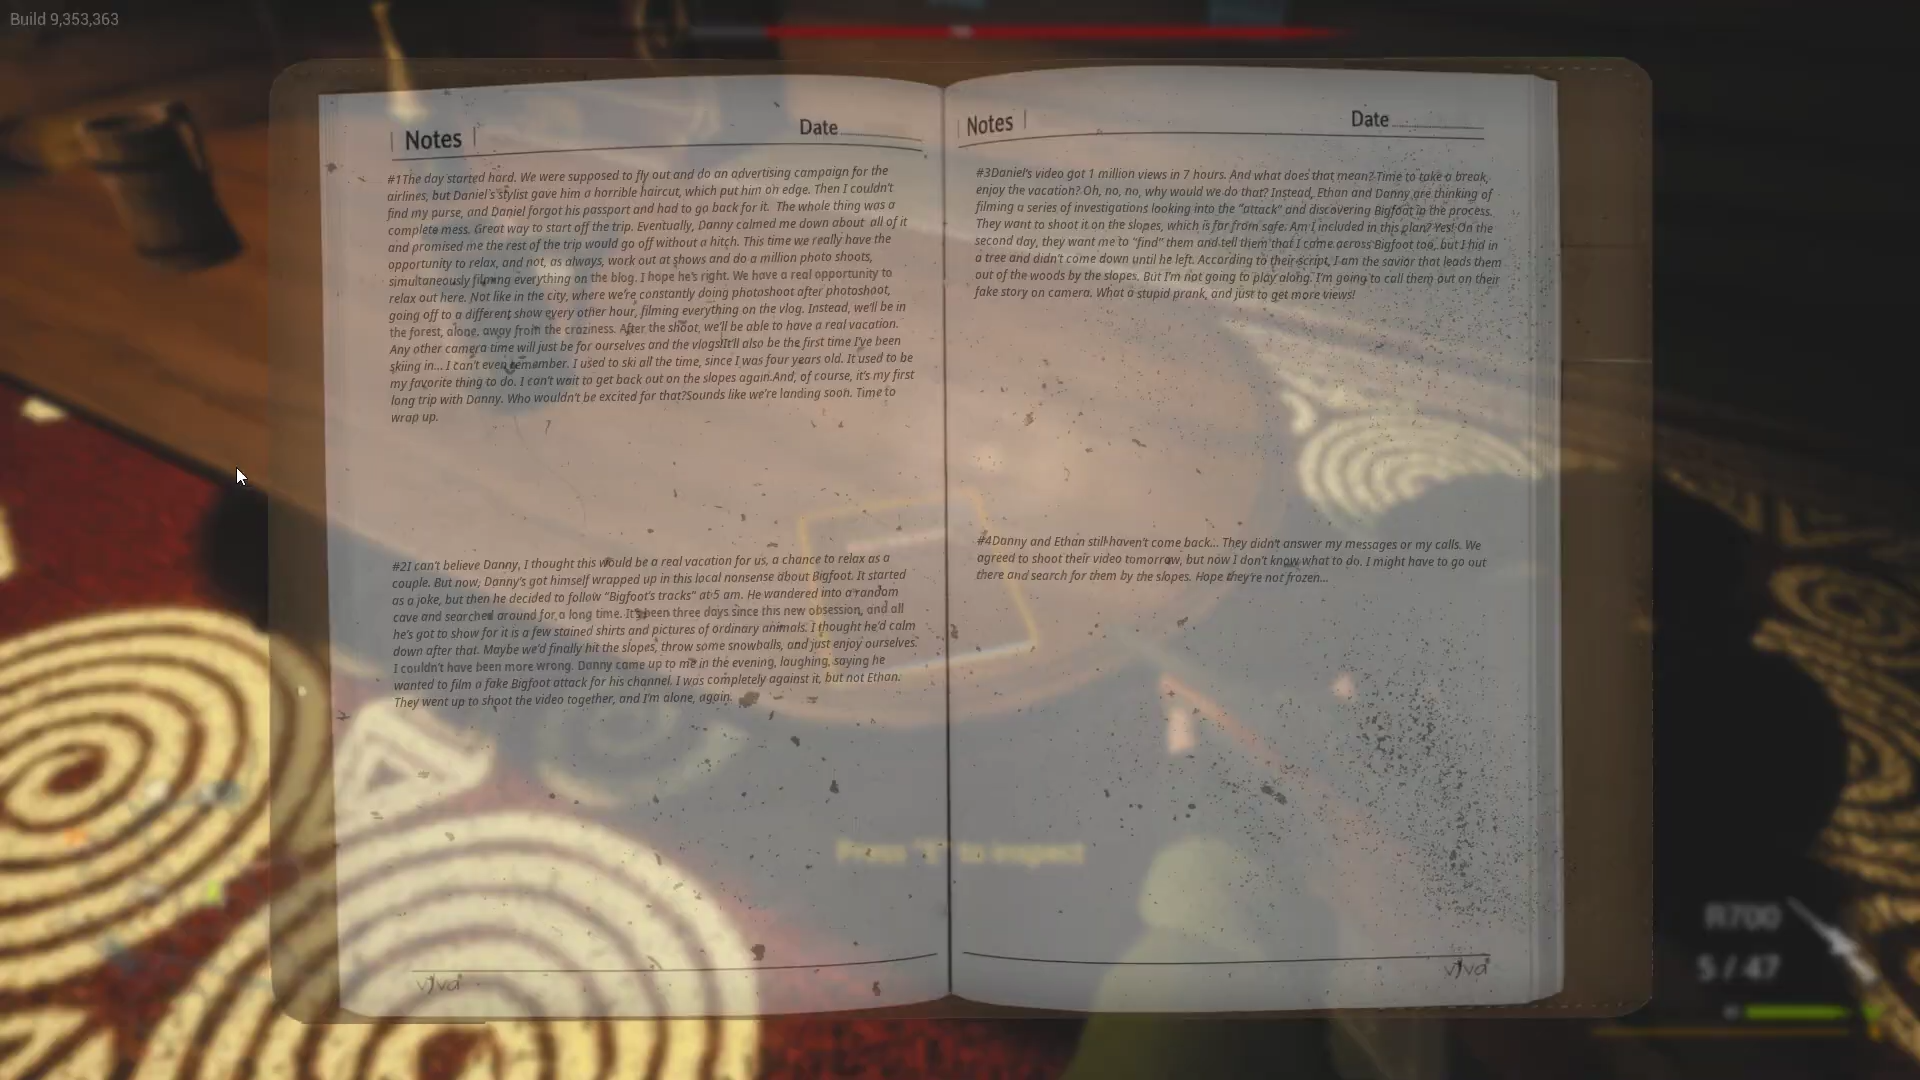 Build 9,353,363
Notes
Date
#1The day started hard. We were supposed to fly out and do an advertising campaign for the
airlines, but Daniel's stylist gave him a horrible haircut, which put him on edge. Then I couldn't
find my purse, and Daniel forgot his passport and had to go back for it. The whole thing was a
complete mess. Great way to start off the trip. Eventually, Danny calmed me down about all of it
and promised me the rest of the trip would go off without a hitch. This time we really have the
opportunity to relax, and not, as always, work out at shows and do a million photo shoots,
simultaneously filming everything on the blog. I hope he's right. We have a real opportunity to
relax out here. Not like in the city, where we're constantly doing photoshoot after photoshoot,
going off to a different show every other hour, filming everything on the vlog. Instead, we'll be in
the forest, alone, away from the craziness. After the shoot, we'll be able to have a real vacation.
Any other camera time will just be for ourselves and the vlogs!It'll also be the first time I've been
skiing in... I can't even remember. I used to ski all the time, since I was four years old. It used to be
my favorite thing to do. I can't wait to get back out on the slopes again.And, of course, it's my first
long trip with Danny. Who wouldn't be excited for that?Sounds like we're landing soon. Time to
wrap up.
#2I can't believe Danny, I thought this would be a real vacation for us, a chance to relax as a
couple. But now, Danny's got himself wrapped up in this local nonsense about Bigfoot. It started
as a joke, but then he decided to follow "Bigfoot's tracks" at 5 am. He wandered into a random
cave and searched around for a long time. It's been three days since this new obsession, and all
he's got to show for it is a few stained shirts and pictures of ordinary animals. I thought he'd calm
down after that. Maybe we'd finally hit the slopes, throw some snowballs, and just enjoy ourselves.
I couldn't have been more wrong. Danny came up to me in the evening, laughing, saying he
wanted to film a fake Bigfoot attack for his channel. I was completely against it, but not Ethan.
They went up to shoot the video together, and I'm alone, again.
viva
Notes
Date
#3Daniel's video got 1 million views in 7 hours. And what does that mean? Time to take a break,
enjoy the vacation? Oh, no, no, why would we do that? Instead, Ethan and Danny are thinking of
filming a series of investigations looking into the "attack" and discovering Bigfoot in the process.
They want to shoot it on the slopes, which is far from safe. Am I included in this plan? Yes! On the
second day, they want me to "find" them and tell them that I came across Bigfoot too, but I hid in
a tree and didn't come down until he left. According to their script, I am the savior that leads them
out of the woods by the slopes. But I'm not going to play along. I'm going to call them out on their
fake story on camera. What a stupid prank, and just to get more views!
#4Danny and Ethan still haven't come back... They didn't answer my messages or my calls. We
agreed to shoot their video tomorrow, but now I don't know what to do. I might have to go out
there and search for them by the slopes. Hope they're not frozen...
viva
Press "E" to inspect
R700
5 / 47